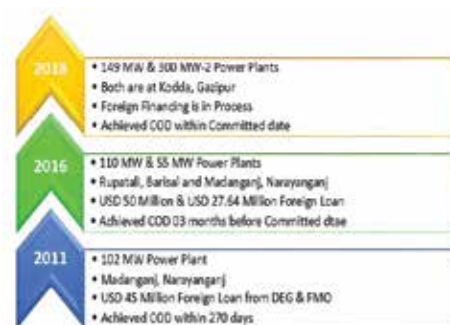 2018
• 149 MW & 300 MW-2 Power Plants
• Both are at Kodda, Gazipur
• Foreign Financing is in Process
• Achieved COD within Committed date
2016
• 110 MW & 55 MW Power Plants
• Rupatali, Barisal and Madanganj, Narayanganj
• USD 50 Million & USD 27.64 Million Foreign Loan
• Achieved COD 03 months before Committed dtae
2011
• 102 MW Power Plant
• Madanganj, Narayanganj
• USD 45 Million Foreign Loan from DEG & FMO
• Achieved COD within 270 days